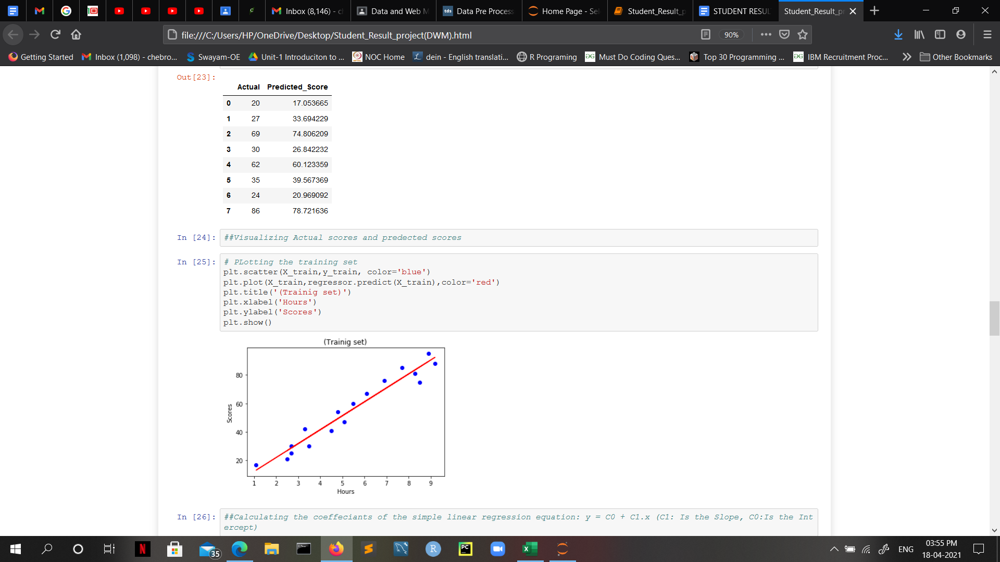 Inbox (8,146) - cl
Data and Web M
tds Data Pre Process
Home Page - Sel
Student_Result_p
STUDENT RESUL
Student_Result_pr
file:///C:/Users/HP/OneDrive/Desktop/Student_Result_project(DWM).html
90%
Getting Started
Inbox (1,098) - chebro...
Swayam-OE
Unit-1 Introduciton to ...
NOC Home
dein - English translati...
R Programing
Must Do Coding Ques...
Top 30 Programming ...
IBM Recruitment Proc...
Other Bookmarks
Out[23]:
Actual Predicted_Score
0 20 17.053665
1 27 33.694229
2 69 74.806209
3 30 26.842232
4 62 60.123359
5 35 39.567369
6 24 20.969092
7 86 78.721636
In [24]: ##Visualizing Actual scores and predected scores
In [25]: # PLotting the training set
plt.scatter(X_train,y_train, color='blue')
plt.plot(X_train,regressor.predict(X_train),color='red')
plt.title('(Trainig set)')
plt.xlabel('Hours')
plt.ylabel('Scores')
plt.show()
(Trainig set)
80
60
40
20
Scores
1 2 3 4 5 6 7 8 9
Hours
In [26]: ##Calculating the coeffeciants of the simple linear regression equation: y = C0 + C1.x (C1: Is the Slope, C0:Is the Int
ercept)
35
ENG
03:55 PM
18-04-2021